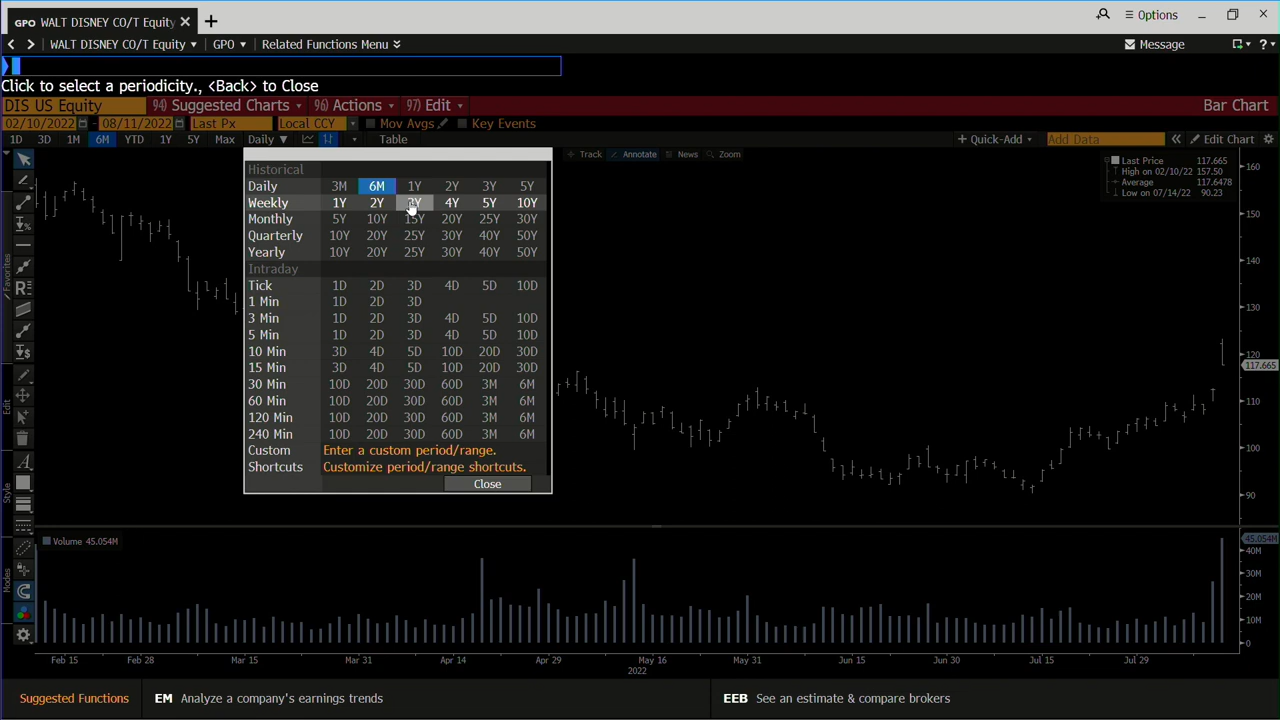 GPO WALT DISNEY CO/T Equity
Options
WALT DISNEY CO/T Equity GPO Related Functions Menu Message ?
Click to select a periodicity., <Back> to Close
DIS US Equity 94) Suggested Charts 96) Actions 97) Edit Bar Chart
02/10/2022 - 08/11/2022 Last Px Local CCY Mov Avgs Key Events
1D 3D 1M 6M YTD 1Y 5Y Max Daily ▼ Table + Quick-Add Add Data « Edit Chart
Track Annotate News Zoom
Historical
Daily 3M 6M 1Y 2Y 3Y 5Y
Weekly 1Y 2Y 3Y 4Y 5Y 10Y
Monthly 5Y 10Y 15Y 20Y 25Y 30Y
Quarterly 10Y 20Y 25Y 30Y 40Y 50Y
Yearly 10Y 20Y 25Y 30Y 40Y 50Y
Intraday
Tick 1D 2D 3D 4D 5D 10D
1 Min 1D 2D 3D
3 Min 1D 2D 3D 4D 5D 10D
5 Min 1D 2D 3D 4D 5D 10D
10 Min 3D 4D 5D 10D 20D 30D
15 Min 3D 4D 5D 10D 20D 30D
30 Min 10D 20D 30D 60D 3M 6M
60 Min 10D 20D 30D 60D 3M 6M
120 Min 10D 20D 30D 60D 3M 6M
240 Min 10D 20D 30D 60D 3M 6M
Custom Enter a custom period/range.
Shortcuts Customize period/range shortcuts.
Close
Last Price 117.665
High on 02/10/22 157.50
Average 117.6478
Low on 07/14/22 90.23
160
150
140
130
120
117.665
110
100
90
Favorites
Edit
Style
Modes
Volume 45.054M
45.054M
40M
30M
20M
10M
0
Feb 15 Feb 28 Mar 15 Mar 31 Apr 14 Apr 29 May 16 May 31 Jun 15 Jun 30 Jul 15 Jul 29
2022
Suggested Functions EM Analyze a company's earnings trends EEB See an estimate & compare brokers